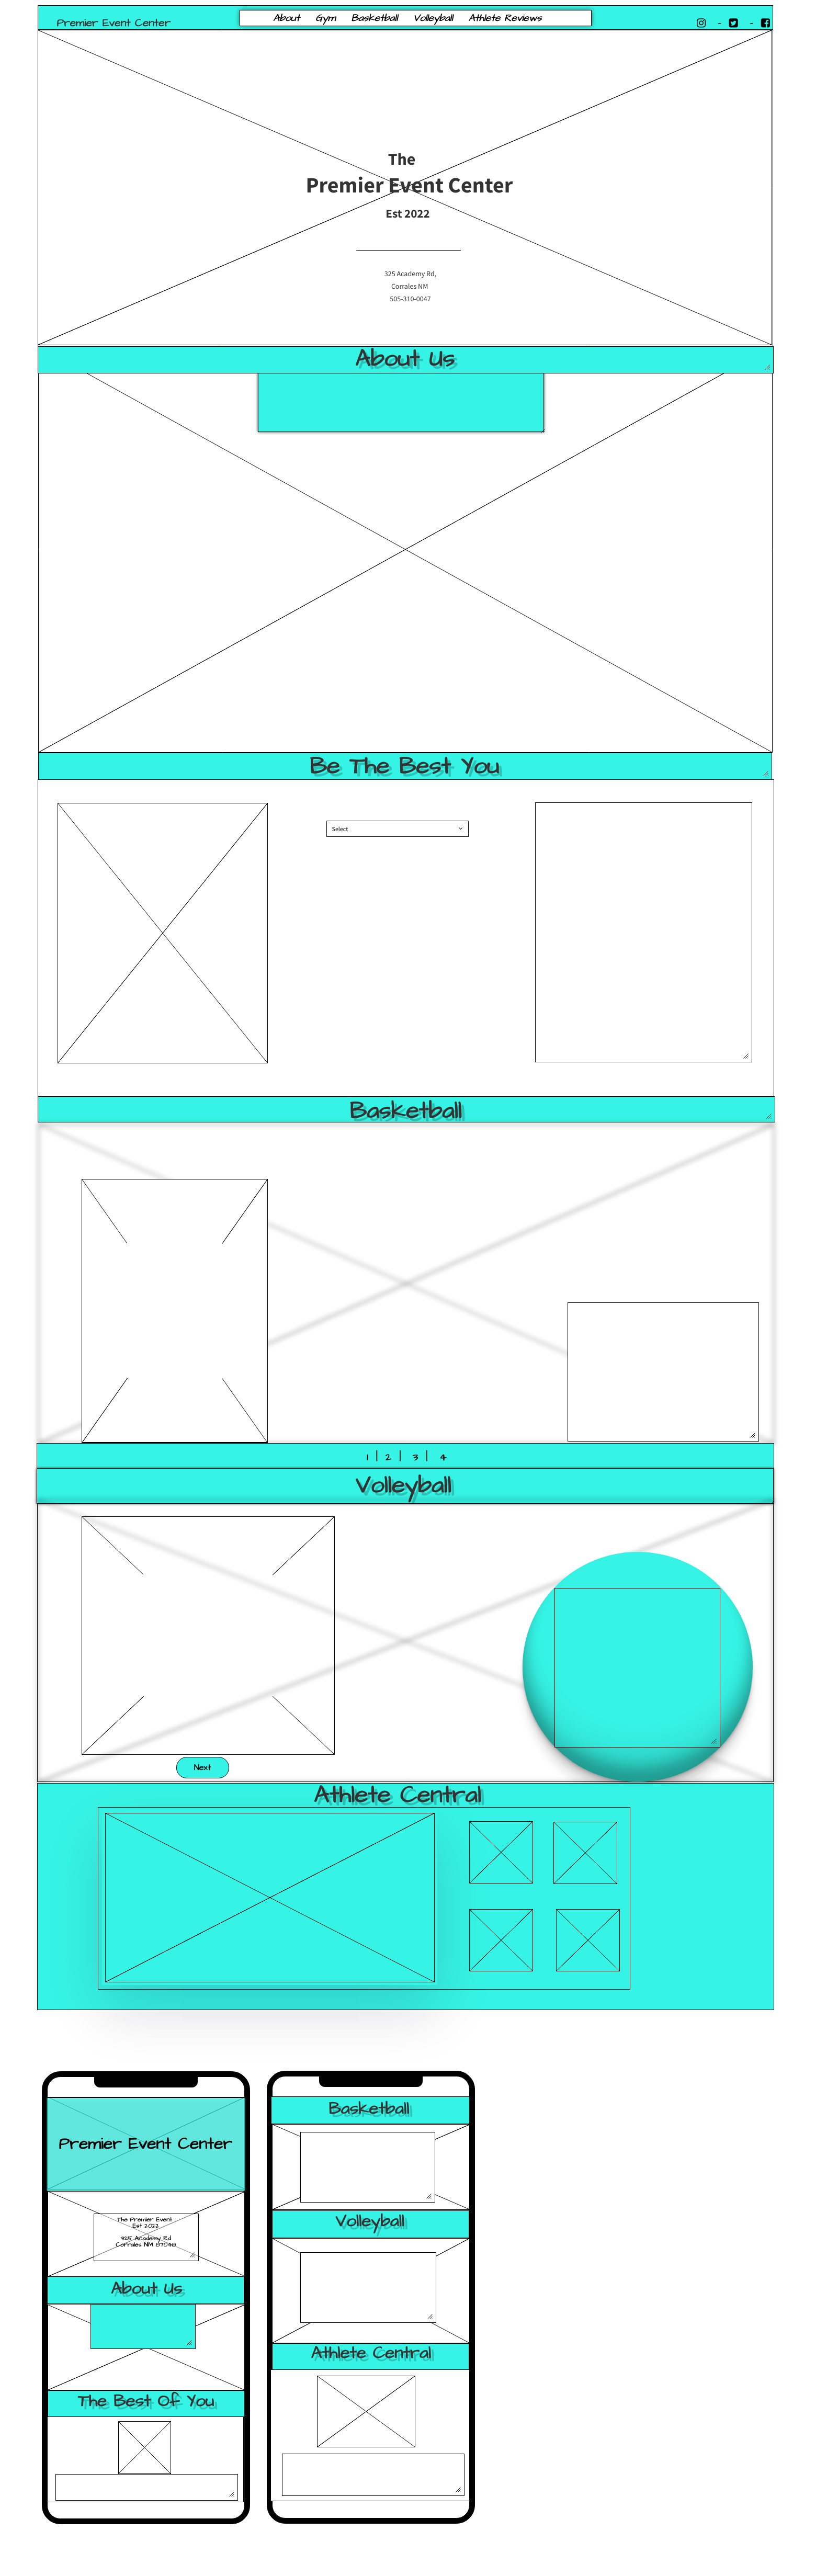 Premier Event Center
About Gym Basketball Volleyball Athlete Reviews
- -
The
Premier Event Center
Est 2022
325 Academy Rd,
Corrales NM
505-310-0047
About Us
Be The Best You
Select
Basketball
1 | 2 | 3 | 4
Volleyball
Next
Athlete Central
Premier Event Center
The Premier Event
Est 2022
325 Academy Rd
Corrales NM 87048
About Us
The Best Of You
Basketball
Volleyball
Athlete Central